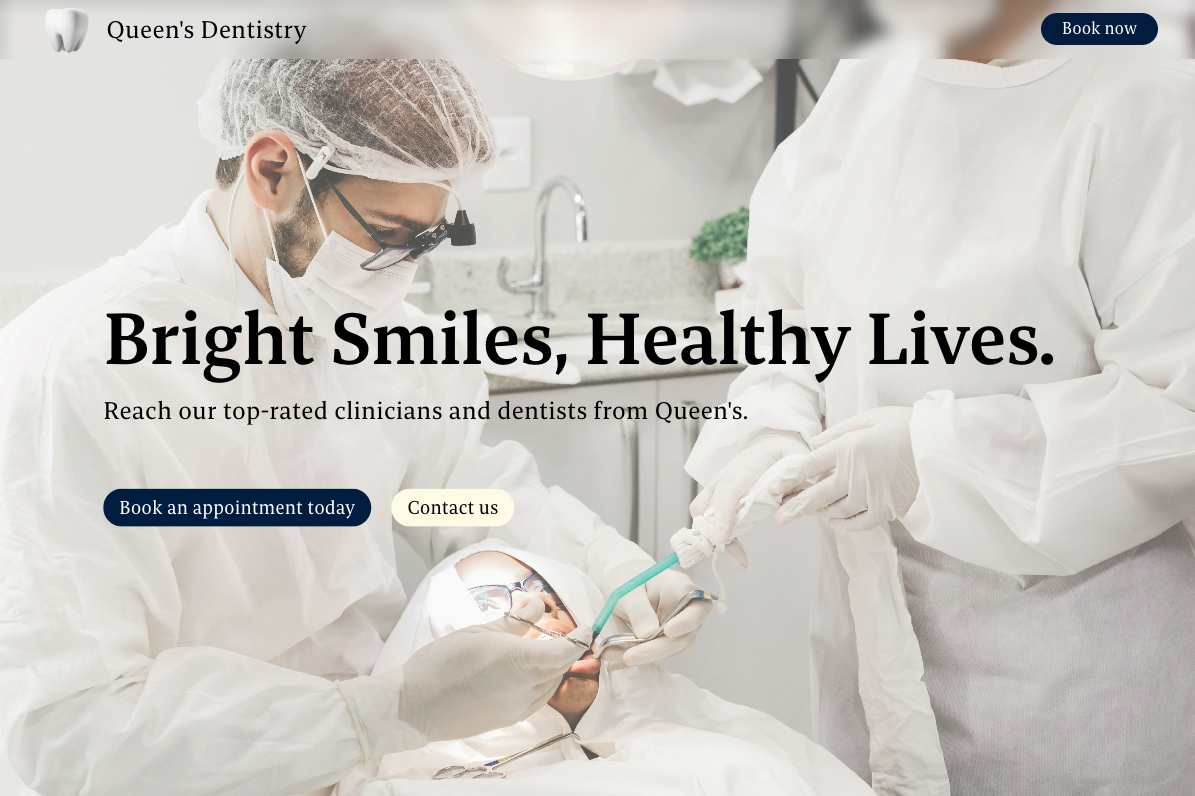 Queen's Dentistry
Book now
Bright Smiles, Healthy Lives.
Reach our top-rated clinicians and dentists from Queen's.
Book an appointment today
Contact us